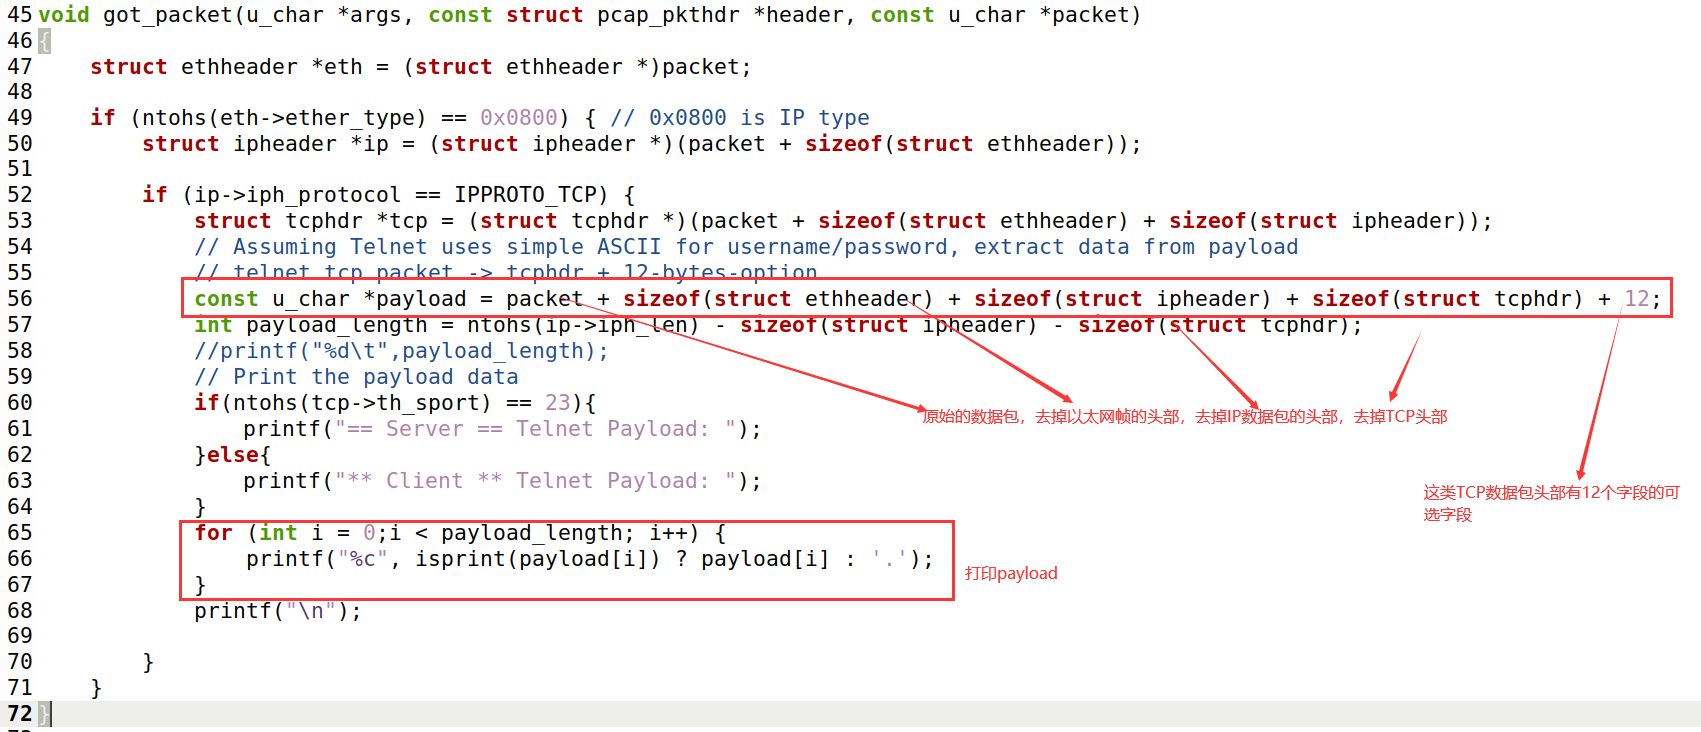 45 void got_packet(u_char *args, const struct pcap_pkthdr *header, const u_char *packet)
46 {
47     struct ethheader *eth = (struct ethheader *)packet;
48
49     if (ntohs(eth->ether_type) == 0x0800) { // 0x0800 is IP type
50         struct ipheader *ip = (struct ipheader *)(packet + sizeof(struct ethheader));
51
52         if (ip->iph_protocol == IPPROTO_TCP) {
53             struct tcphdr *tcp = (struct tcphdr *)(packet + sizeof(struct ethheader) + sizeof(struct ipheader));
54             // Assuming Telnet uses simple ASCII for username/password, extract data from payload
55             // telnet tcp packet -> tcphdr + 12-bytes-option
56             const u_char *payload = packet + sizeof(struct ethheader) + sizeof(struct ipheader) + sizeof(struct tcphdr) + 12;
57             int payload_length = ntohs(ip->iph_len) - sizeof(struct ipheader) - sizeof(struct tcphdr);
58             //printf("%d\t",payload_length);
59             // Print the payload data
60             if(ntohs(tcp->th_sport) == 23){
原始的数据包，去掉以太网帧的头部，去掉IP数据包的头部，去掉TCP头部
61                 printf("== Server == Telnet Payload: ");
62             }else{
63                 printf("** Client ** Telnet Payload: ");
这类TCP数据包头部有12个字段的可
选字段
64             }
65             for (int i = 0;i < payload_length; i++) {
66                 printf("%c", isprint(payload[i]) ? payload[i] : '.');
打印payload
67             }
68             printf("\n");
69
70         }
71     }
72 }